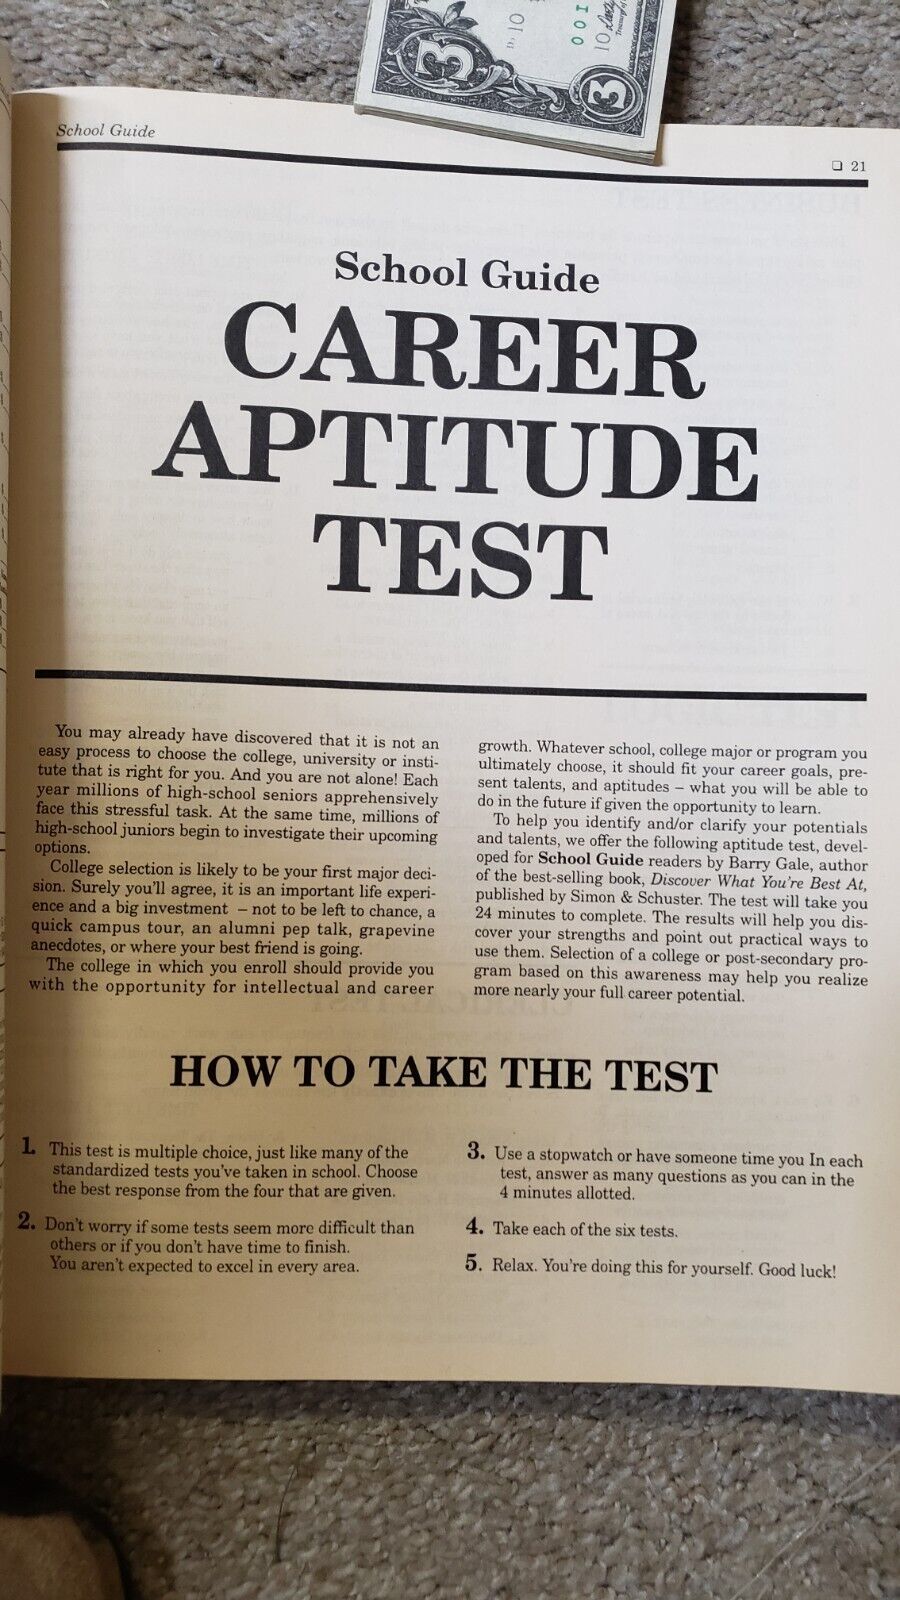 3
3
001
10
10
School Guide
❏ 21
School Guide
CAREER
APTITUDE
TEST
You may already have discovered that it is not an
easy process to choose the college, university or insti-
tute that is right for you. And you are not alone! Each
year millions of high-school seniors apprehensively
face this stressful task. At the same time, millions of
high-school juniors begin to investigate their upcoming
options.
College selection is likely to be your first major deci-
sion. Surely you'll agree, it is an important life experi-
ence and a big investment – not to be left to chance, a
quick campus tour, an alumni pep talk, grapevine
anecdotes, or where your best friend is going.
The college in which you enroll should provide you
with the opportunity for intellectual and career
growth. Whatever school, college major or program you
ultimately choose, it should fit your career goals, pre-
sent talents, and aptitudes – what you will be able to
do in the future if given the opportunity to learn.
To help you identify and/or clarify your potentials
and talents, we offer the following aptitude test, devel-
oped for School Guide readers by Barry Gale, author
of the best-selling book, Discover What You're Best At,
published by Simon & Schuster. The test will take you
24 minutes to complete. The results will help you dis-
cover your strengths and point out practical ways to
use them. Selection of a college or post-secondary pro-
gram based on this awareness may help you realize
more nearly your full career potential.
HOW TO TAKE THE TEST
1. This test is multiple choice, just like many of the
standardized tests you've taken in school. Choose
the best response from the four that are given.
2. Don't worry if some tests seem more difficult than
others or if you don't have time to finish.
You aren't expected to excel in every area.
3. Use a stopwatch or have someone time you In each
test, answer as many questions as you can in the
4 minutes allotted.
4. Take each of the six tests.
5. Relax. You're doing this for yourself. Good luck!